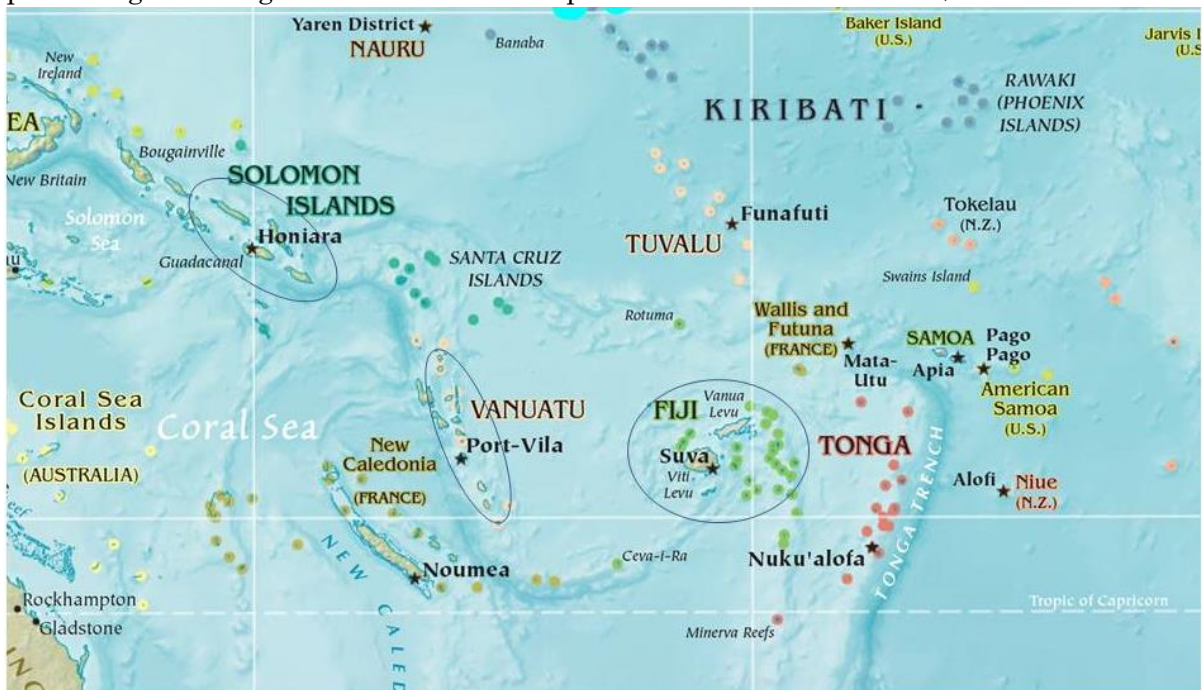 Yaren District
NAURU
Banaba
Baker Island
(U.S.)
Jarvis I
(U.S
New
Ireland
EA
KIRIBATI
RAWAKI
(PHOENIX
ISLANDS)
Bougainville
New Britain
SOLOMON
ISLANDS
Solomon
Sea
Honiara
Guadacanal
au
SANTA CRUZ
ISLANDS
Funafuti
TUVALU
Tokelau
(N.Z.)
Swains Island
Rotuma
Wallis and
Futuna
(FRANCE)
Mata-
Utu
SAMOA
Apia
Pago
Pago
American
Samoa
(U.S.)
Coral Sea
Islands
(AUSTRALIA)
Coral Sea
VANUATU
Port-Vila
New
Caledonia
(FRANCE)
FIJI
Vanua
Levu
Suva
Viti
Levu
TONGA
TONGA TRENCH
Alofi
Niue
(N.Z.)
Nuku'alofa
Ceva-i-Ra
Noumea
NEW CALED
Reef
Rockhampton
Gladstone
Minerva Reefs
Tropic of Capricorn